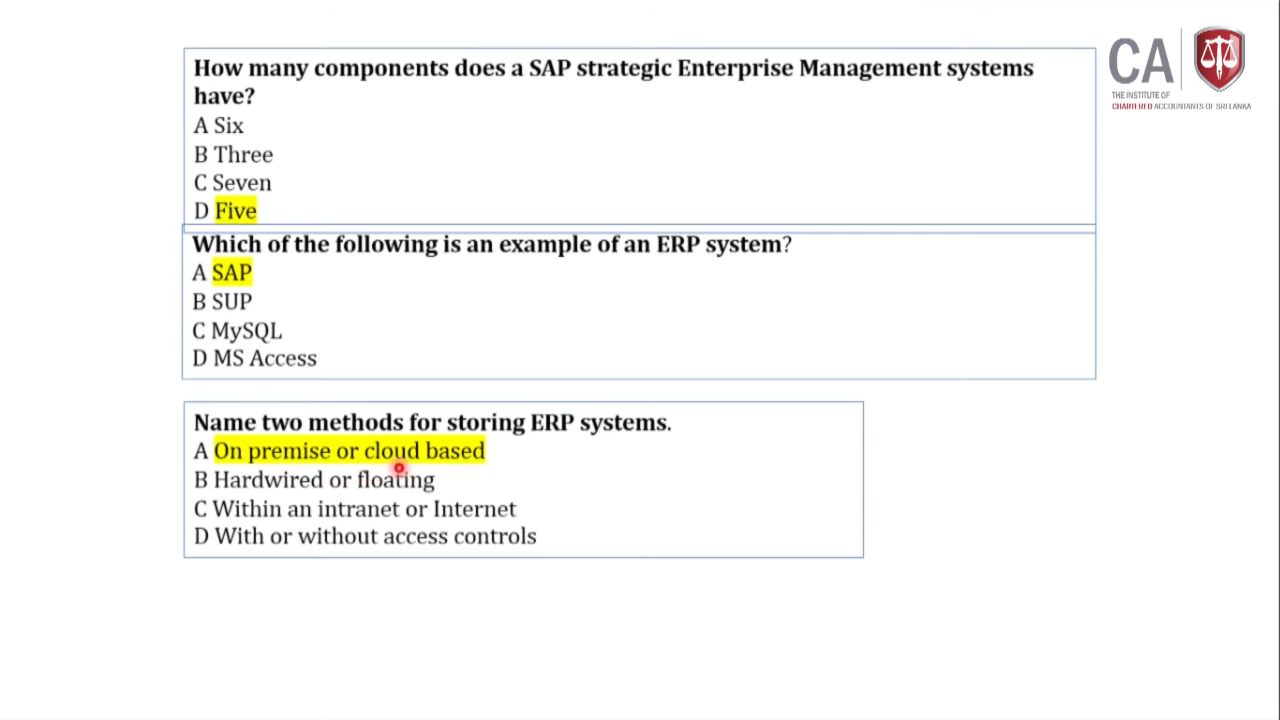 How many components does a SAP strategic Enterprise Management systems
have?
A Six
B Three
C Seven
D Five
Which of the following is an example of an ERP system?
A SAP
B SUP
C MySQL
D MS Access
Name two methods for storing ERP systems.
A On premise or cloud based
B Hardwired or floating
C Within an intranet or Internet
D With or without access controls
CA
THE INSTITUTE OF
CHARTERED ACCOUNTANTS OF SRI LANKA